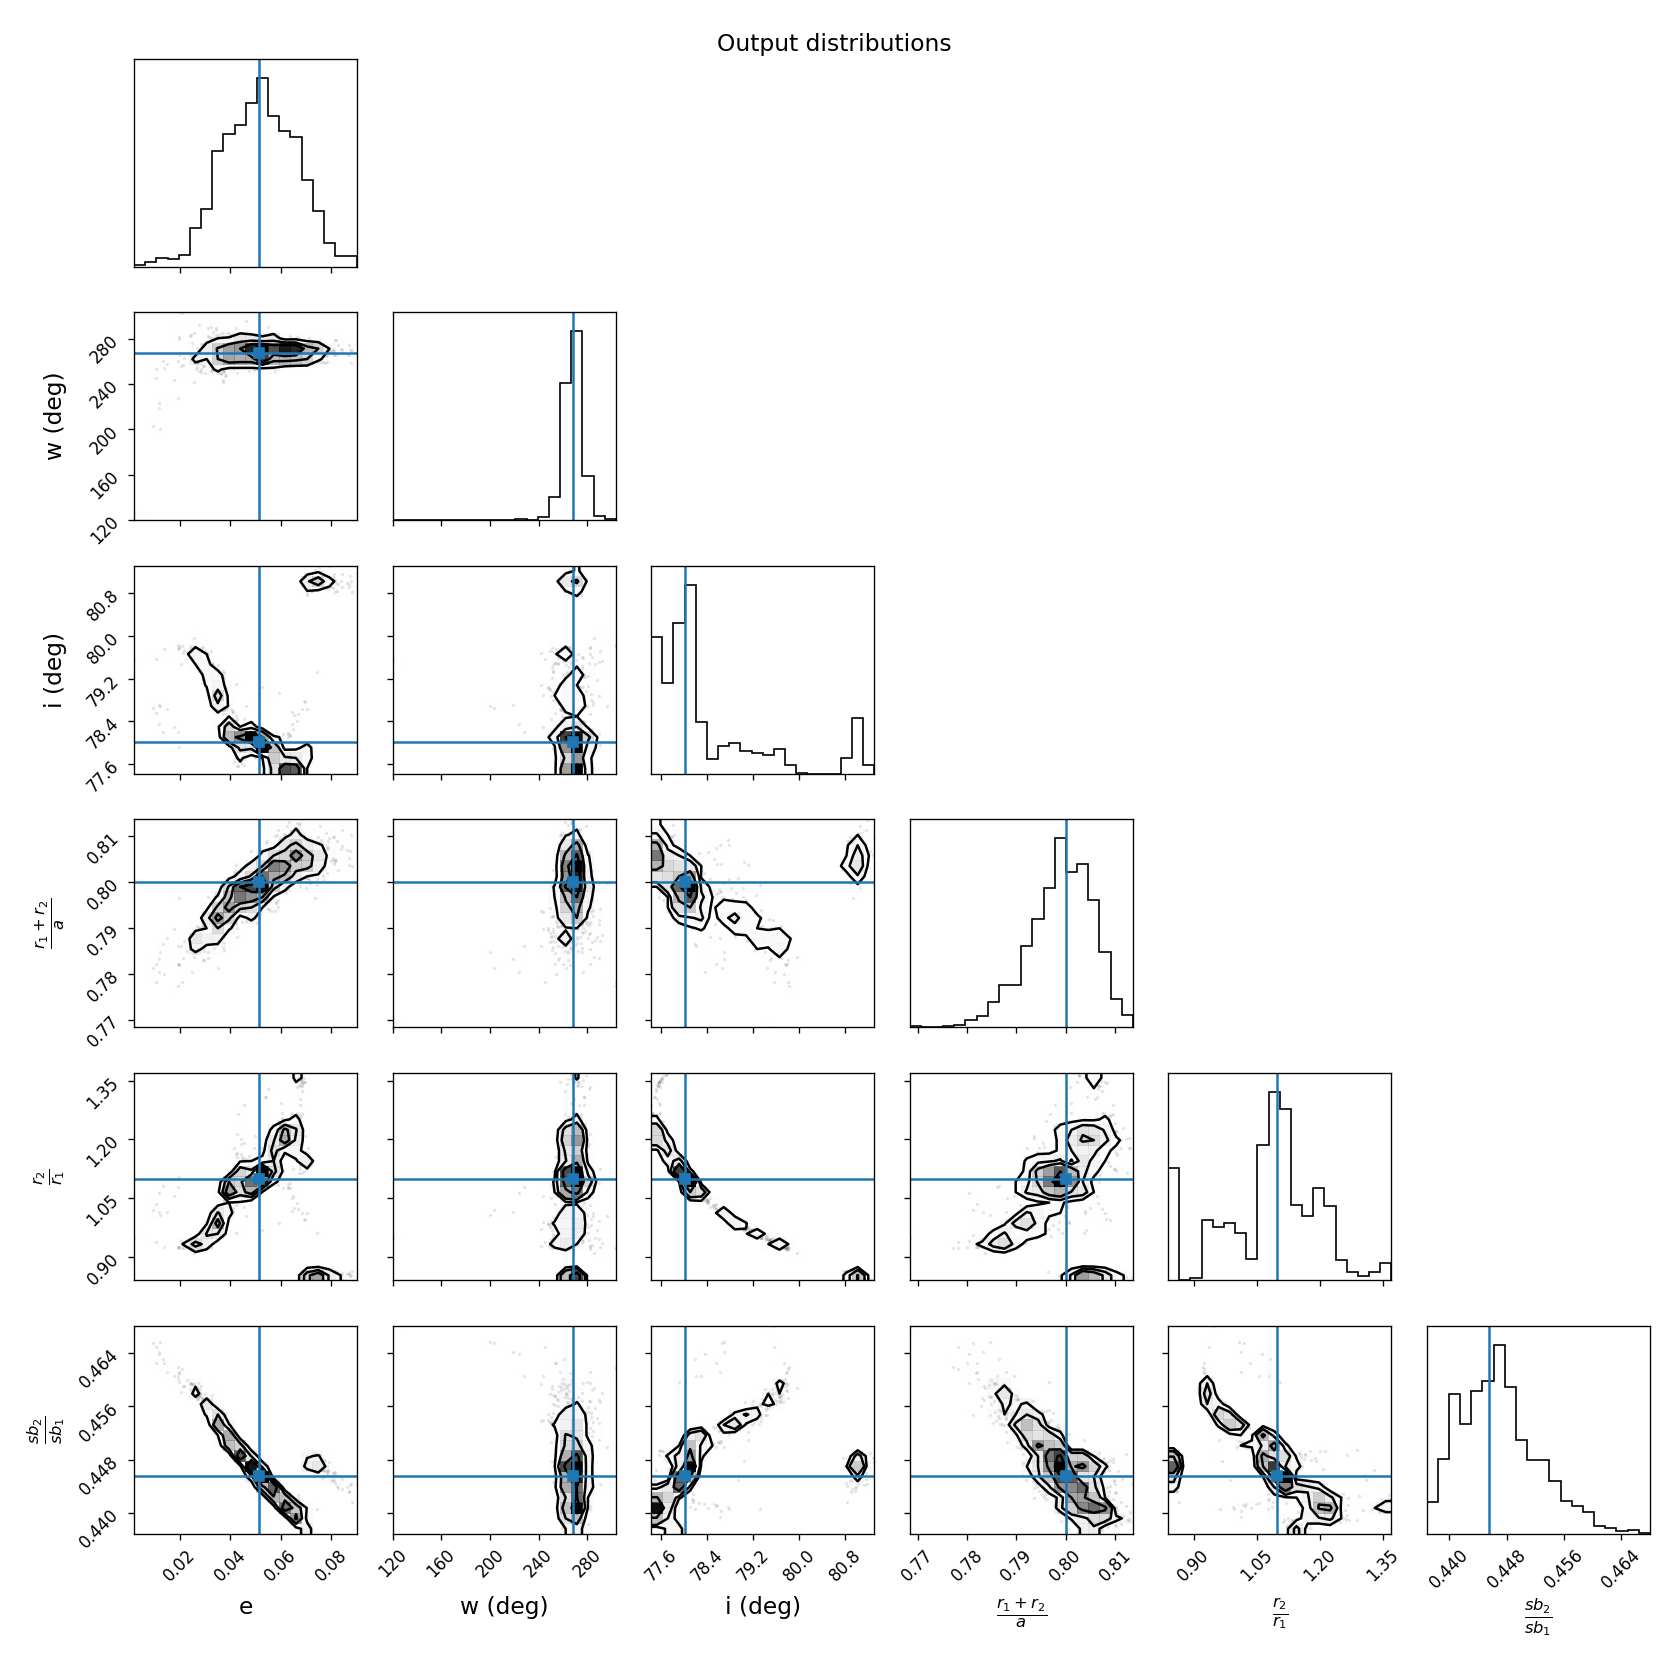 Output distributions
280
240
200
160
120
w (deg)
80.8
80.0
79.2
78.4
77.6
i (deg)
0.81
0.80
0.79
0.78
0.77
r₁ + r₂
a
1.35
1.20
1.05
0.90
r₂
r₁
0.464
0.456
0.448
0.440
sb₂
sb₁
0.02 0.04 0.06 0.08
e
120 160 200 240 280
w (deg)
77.6 78.4 79.2 80.0 80.8
i (deg)
0.77 0.78 0.79 0.80 0.81
r₁ + r₂
a
0.90 1.05 1.20 1.35
r₂
r₁
0.440 0.448 0.456 0.464
sb₂
sb₁